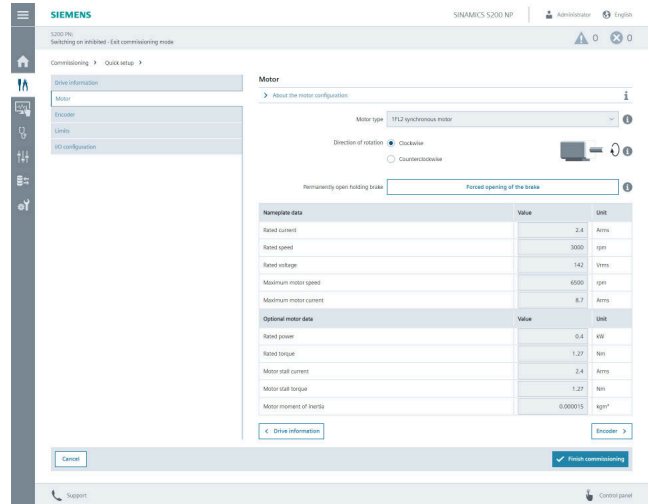 SIEMENS
SINAMICS S200 NP
Administrator
English
S200 PN:
Switching on inhibited - Exit commissioning mode
0
0
Commissioning > Quick setup >
Drive information
Motor
Encoder
Limits
I/O configuration
Motor
> About the motor configuration
Motor type 1FL2 synchronous motor
Direction of rotation Clockwise
Counterclockwise
Permanently open holding brake Forced opening of the brake
Nameplate data Value Unit
Rated current 2.4 Arms
Rated speed 3000 rpm
Rated voltage 142 Vrms
Maximum motor speed 6500 rpm
Maximum motor current 8.7 Arms
Optional motor data Value Unit
Rated power 0.4 kW
Rated torque 1.27 Nm
Motor stall current 2.4 Arms
Motor stall torque 1.27 Nm
Motor moment of inertia 0.000015 kgm²
< Drive information
Encoder >
Cancel
Finish commissioning
Support
Control panel